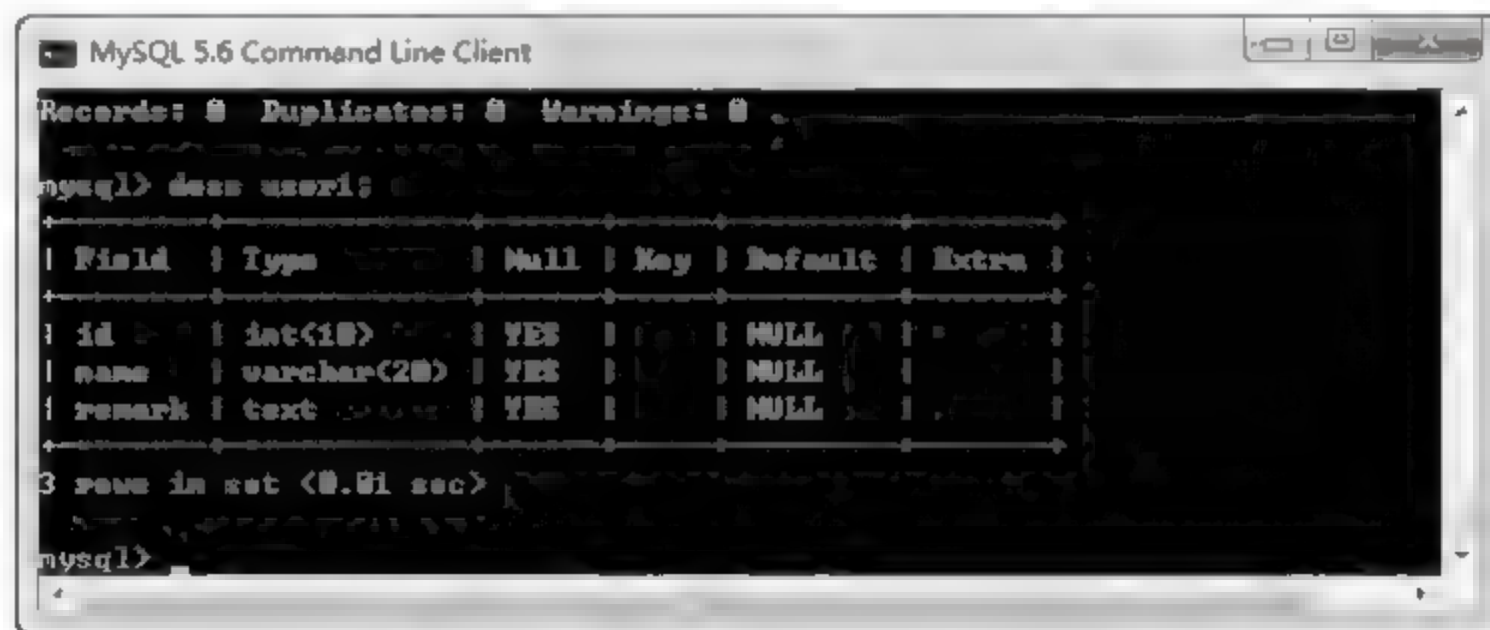 MySQL 5.6 Command Line Client
Records: 0 Duplicates: 0 Warnings: 0
mysql> desc user1;
+--------+-------------+------+-----+---------+-------+
| Field | Type | Null | Key | Default | Extra |
+--------+-------------+------+-----+---------+-------+
| id | int(10) | YES | | NULL | |
| name | varchar(20) | YES | | NULL | |
| remark | text | YES | | NULL | |
+--------+-------------+------+-----+---------+-------+
3 rows in set (0.01 sec)
mysql>